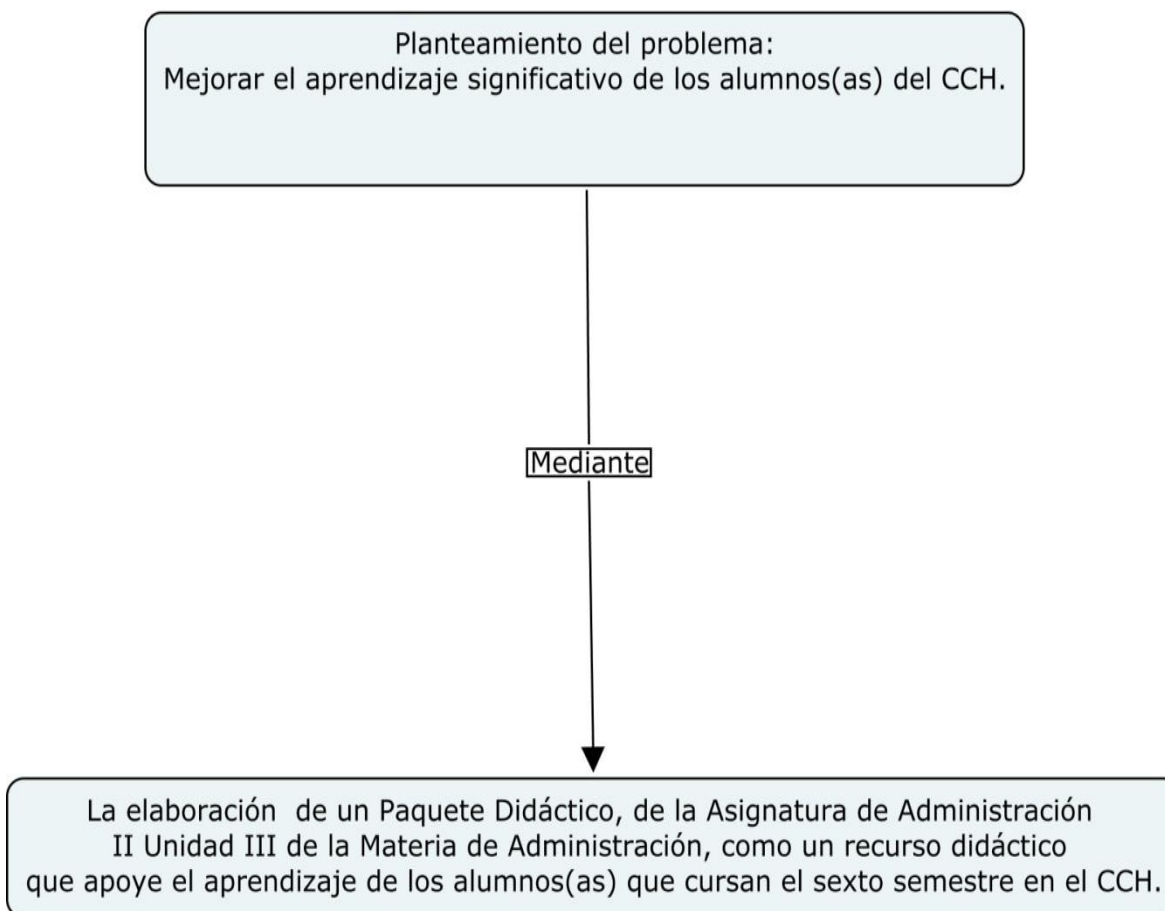 Planteamiento del problema:
Mejorar el aprendizaje significativo de los alumnos(as) del CCH.
Mediante
La elaboración de un Paquete Didáctico, de la Asignatura de Administración
II Unidad III de la Materia de Administración, como un recurso didáctico
que apoye el aprendizaje de los alumnos(as) que cursan el sexto semestre en el CCH.